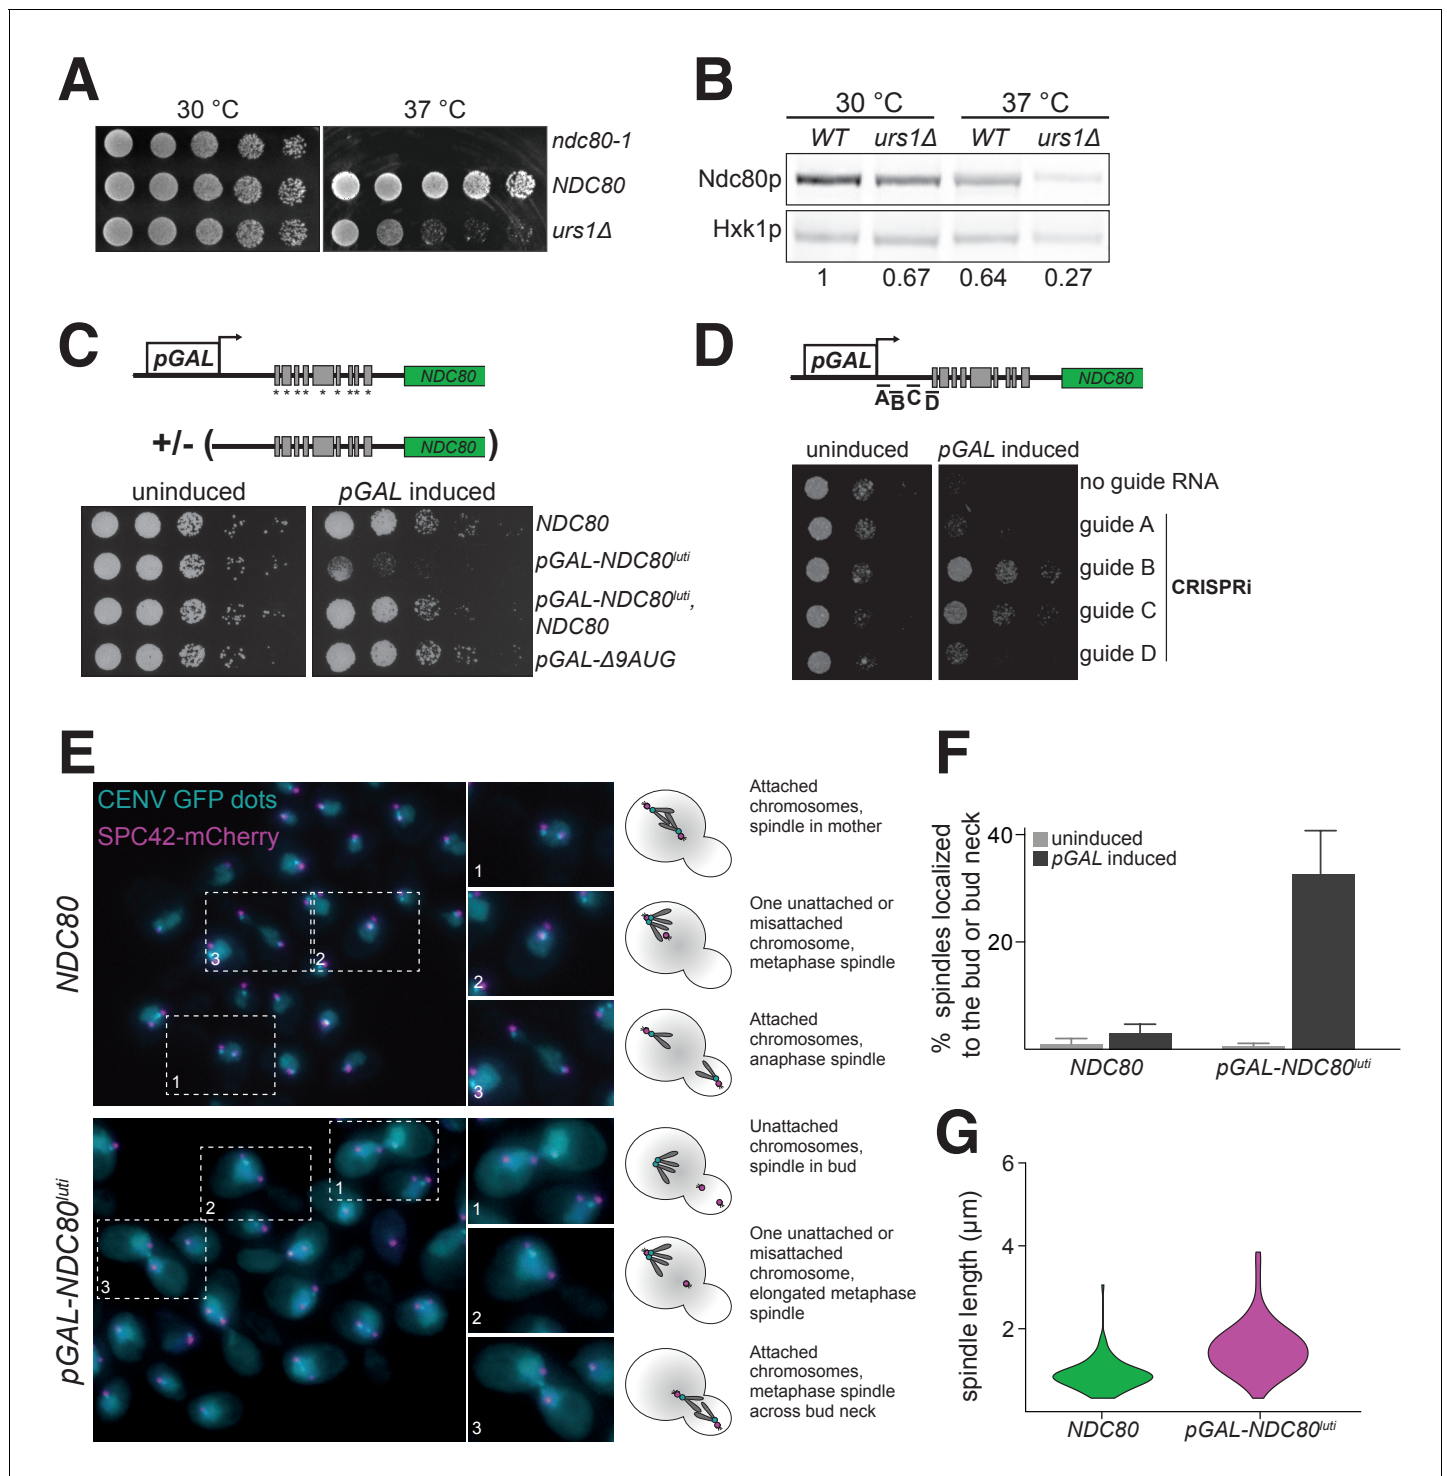 A
30 °C
37 °C
ndc80-1
NDC80
urs1Δ
B
30 °C
37 °C
WT
urs1Δ
WT
urs1Δ
Ndc80p
Hxk1p
1
0.67
0.64
0.27
C
pGAL
NDC80
* * * * * * * * *
+/- (
NDC80
)
uninduced
pGAL induced
NDC80
pGAL-NDC80luti
pGAL-NDC80luti,
NDC80
pGAL-Δ9AUG
D
pGAL
NDC80
A B C D
uninduced
pGAL induced
no guide RNA
guide A
guide B
guide C
guide D
CRISPRi
E
CENV GFP dots
SPC42-mCherry
NDC80
3
2
1
1
2
3
Attached
chromosomes,
spindle in mother
One unattached or
misattached
chromosome,
metaphase spindle
Attached
chromosomes,
anaphase spindle
pGAL-NDC80luti
1
2
3
1
2
3
Unattached
chromosomes,
spindle in bud
One unattached or
misattached
chromosome,
elongated metaphase
spindle
Attached
chromosomes,
metaphase spindle
across bud neck
F
% spindles localized
to the bud or bud neck
40
20
uninduced
pGAL induced
NDC80
pGAL-NDC80luti
G
spindle length (μm)
6
4
2
NDC80
pGAL-NDC80luti